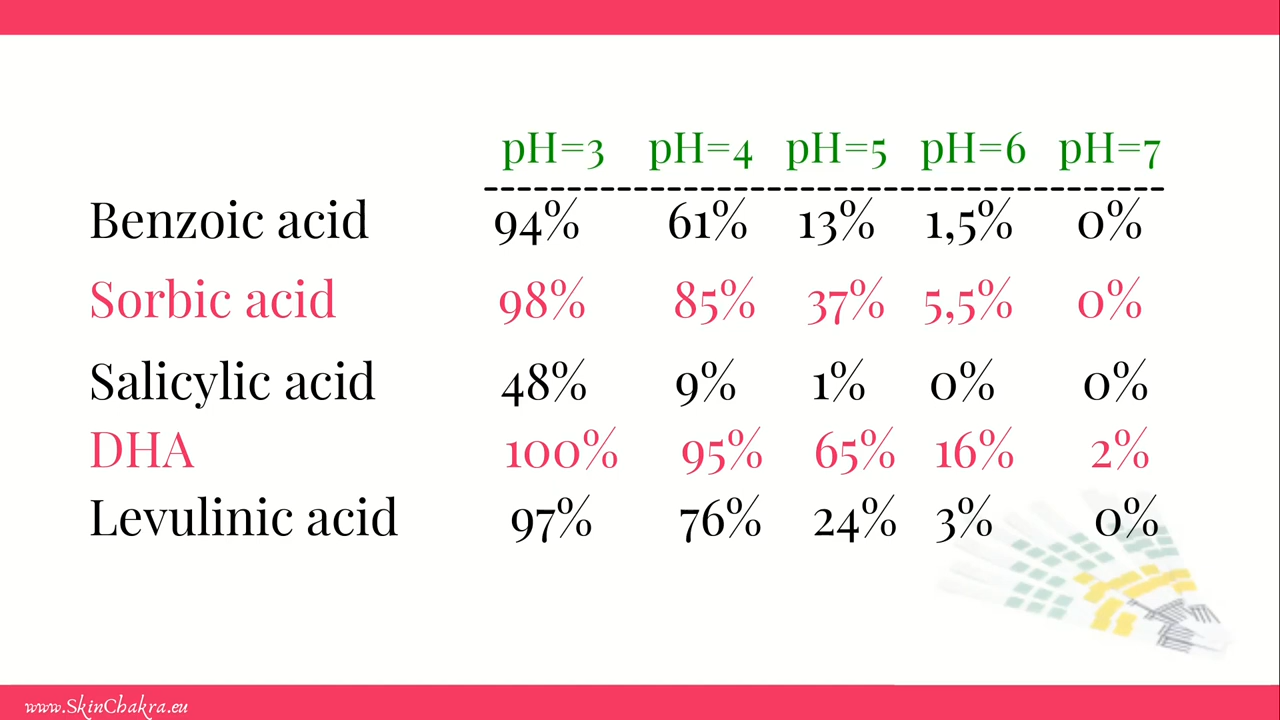 pH=3 pH=4 pH=5 pH=6 pH=7
Benzoic acid 94% 61% 13% 1,5% 0%
Sorbic acid 98% 85% 37% 5,5% 0%
Salicylic acid 48% 9% 1% 0% 0%
DHA 100% 95% 65% 16% 2%
Levulinic acid 97% 76% 24% 3% 0%
www.SkinChakra.eu